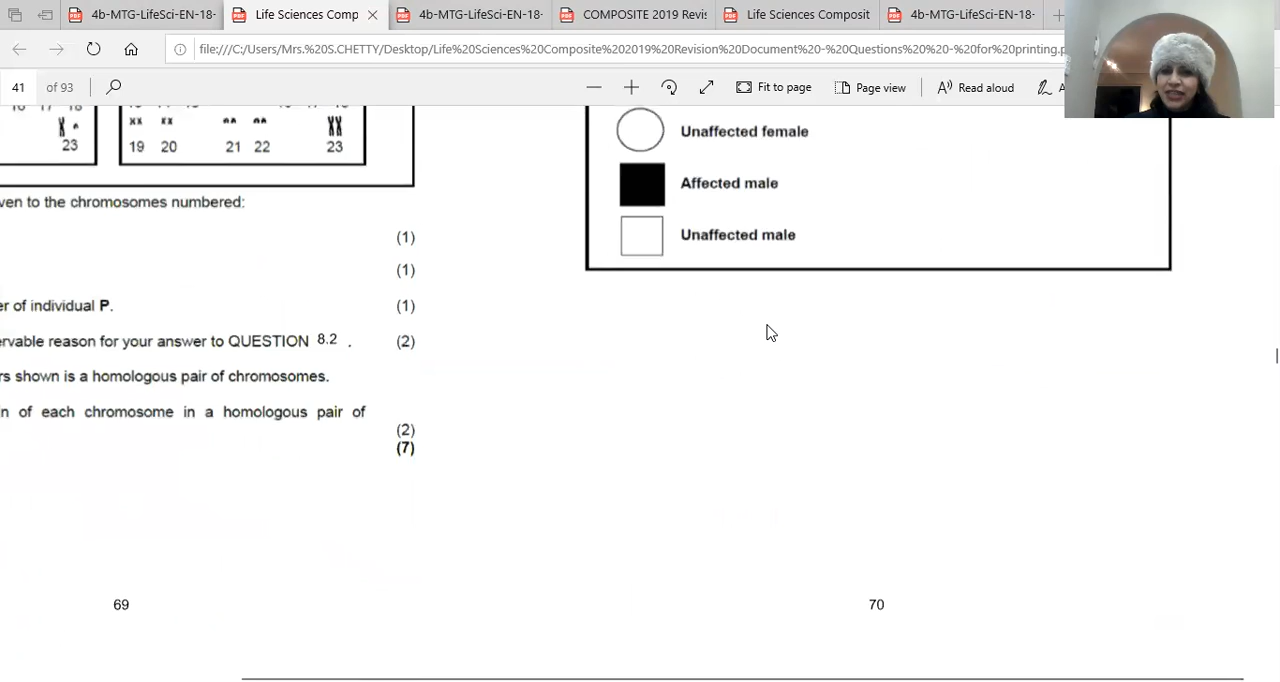 4b-MTG-LifeSci-EN-18-
Life Sciences Comp
4b-MTG-LifeSci-EN-18-
COMPOSITE 2019 Revis
Life Sciences Composit
4b-MTG-LifeSci-EN-18-
file:///C:/Users/Mrs.%20S.CHETTY/Desktop/Life%20Sciences%20Composite%202019%20Revision%20Document%20-%20Questions%20%20-%20for%20printing.p
41 of 93
Fit to page
Page view
Read aloud
23
19 20 21 22 23
ven to the chromosomes numbered:
(1)
(1)
er of individual P. (1)
ervable reason for your answer to QUESTION 8.2 . (2)
rs shown is a homologous pair of chromosomes.
in of each chromosome in a homologous pair of
(2)
(7)
69
Unaffected female
Affected male
Unaffected male
70